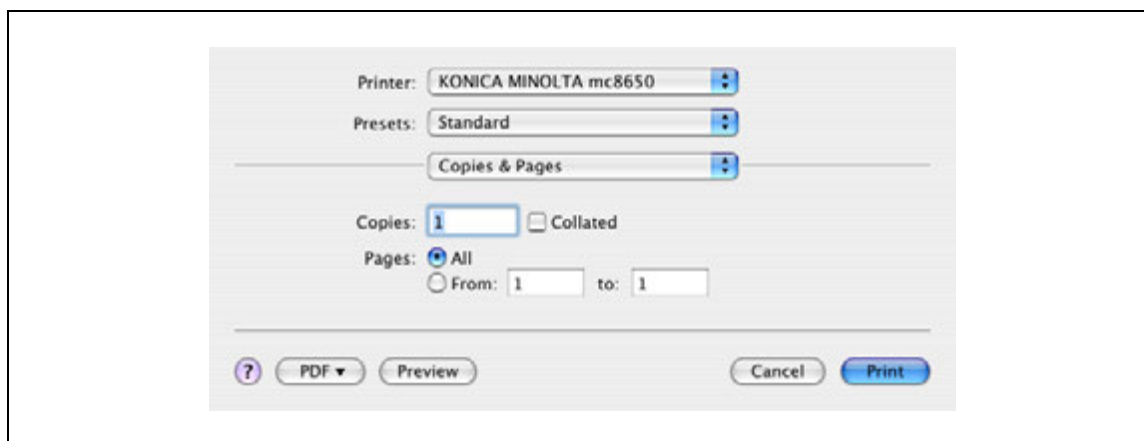 Printer: KONICA MINOLTA mc8650
Presets: Standard
Copies & Pages
Copies: 1 Collated
Pages: All
From: 1 to: 1
? PDF Preview Cancel Print